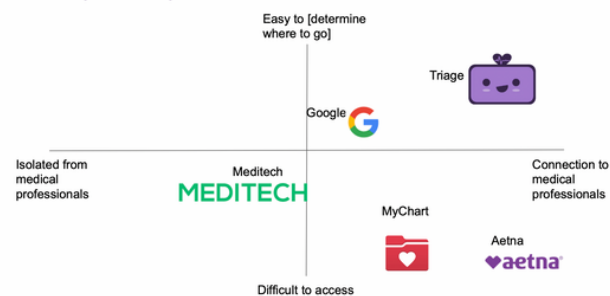 Easy to [determine
where to go]
Triage
Google
Isolated from
medical
professionals
Meditech
MEDITECH
Connection to
medical
professionals
MyChart
Aetna
aetna
Difficult to access